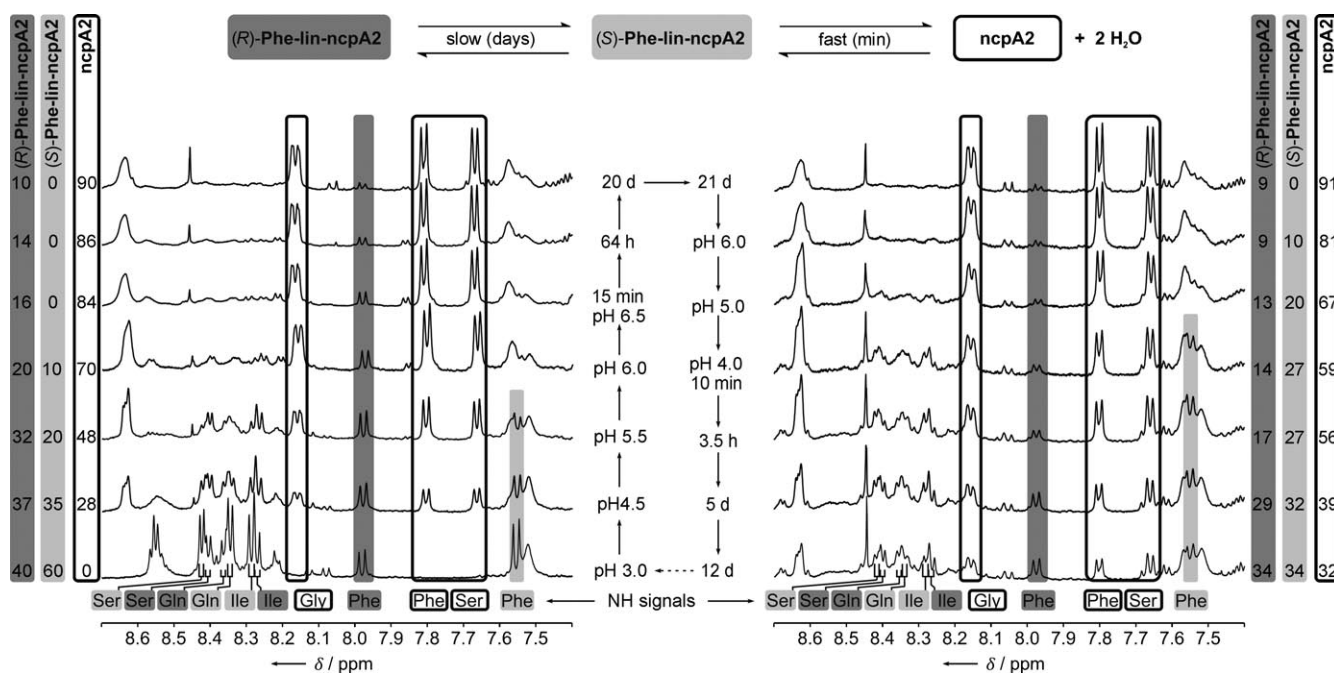 (R)-Phe-lin-ncpA2
(S)-Phe-lin-ncpA2
ncpA2
(R)-Phe-lin-ncpA2
slow (days)
(S)-Phe-lin-ncpA2
fast (min)
ncpA2
+ 2 H₂O
(R)-Phe-lin-ncpA2
(S)-Phe-lin-ncpA2
ncpA2
10 0 90
14 0 86
16 0 84
20 10 70
32 20 48
37 35 28
40 60 0
20 d
64 h
15 min
pH 6.5
pH 6.0
pH 5.5
pH4.5
pH 3.0
21 d
pH 6.0
pH 5.0
pH 4.0
10 min
3.5 h
5 d
12 d
9 0 91
9 10 81
13 20 67
14 27 59
17 27 56
29 32 39
34 34 32
Ser Ser Gln Gln Ile Ile Gly Phe Phe Ser Phe
NH signals
Ser Ser Gln Gln Ile Ile Gly Phe Phe Ser Phe
8.6 8.5 8.4 8.3 8.2 8.1 8.0 7.9 7.8 7.7 7.6 7.5
δ / ppm
8.6 8.5 8.4 8.3 8.2 8.1 8.0 7.9 7.8 7.7 7.6 7.5
δ / ppm